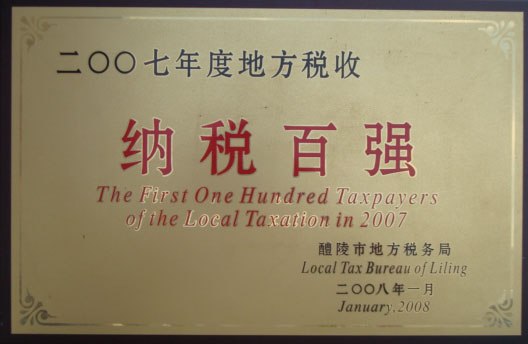 二〇〇七年度地方税收
纳税百强
The First One Hundred Taxpayers
of the Local Taxation in 2007
醴陵市地方税务局
Local Tax Bureau of Liling
二〇〇八年一月
January,2008